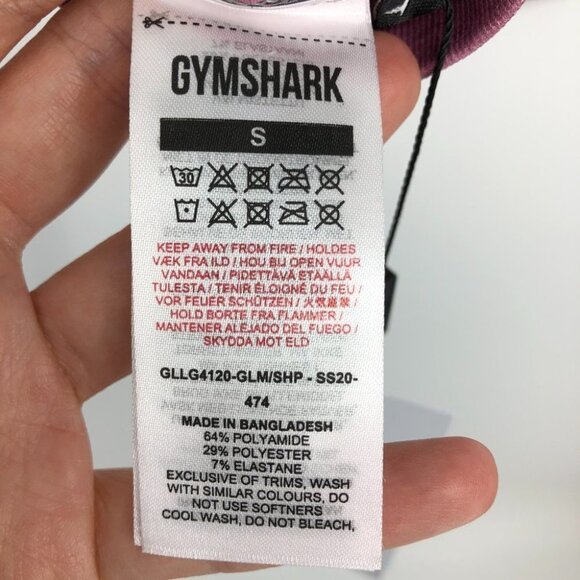 GYMSHARK
S
30
KEEP AWAY FROM FIRE / HOLDES
VÆK FRA ILD / HOU BIJ OPEN VUUR
VANDAAN / PIDETTÄVÄ ETÄÄLLÄ
TULESTA / TENIR ÉLOIGNÉ DU FEU /
VOR FEUER SCHÜTZEN / 火気厳禁 /
HOLD BORTE FRA FLAMMER /
MANTENER ALEJADO DEL FUEGO /
SKYDDA MOT ELD
GLLG4120-GLM/SHP - SS20-
474
MADE IN BANGLADESH
64% POLYAMIDE
29% POLYESTER
7% ELASTANE
EXCLUSIVE OF TRIMS, WASH
WITH SIMILAR COLOURS, DO
NOT USE SOFTNERS
COOL WASH, DO NOT BLEACH,